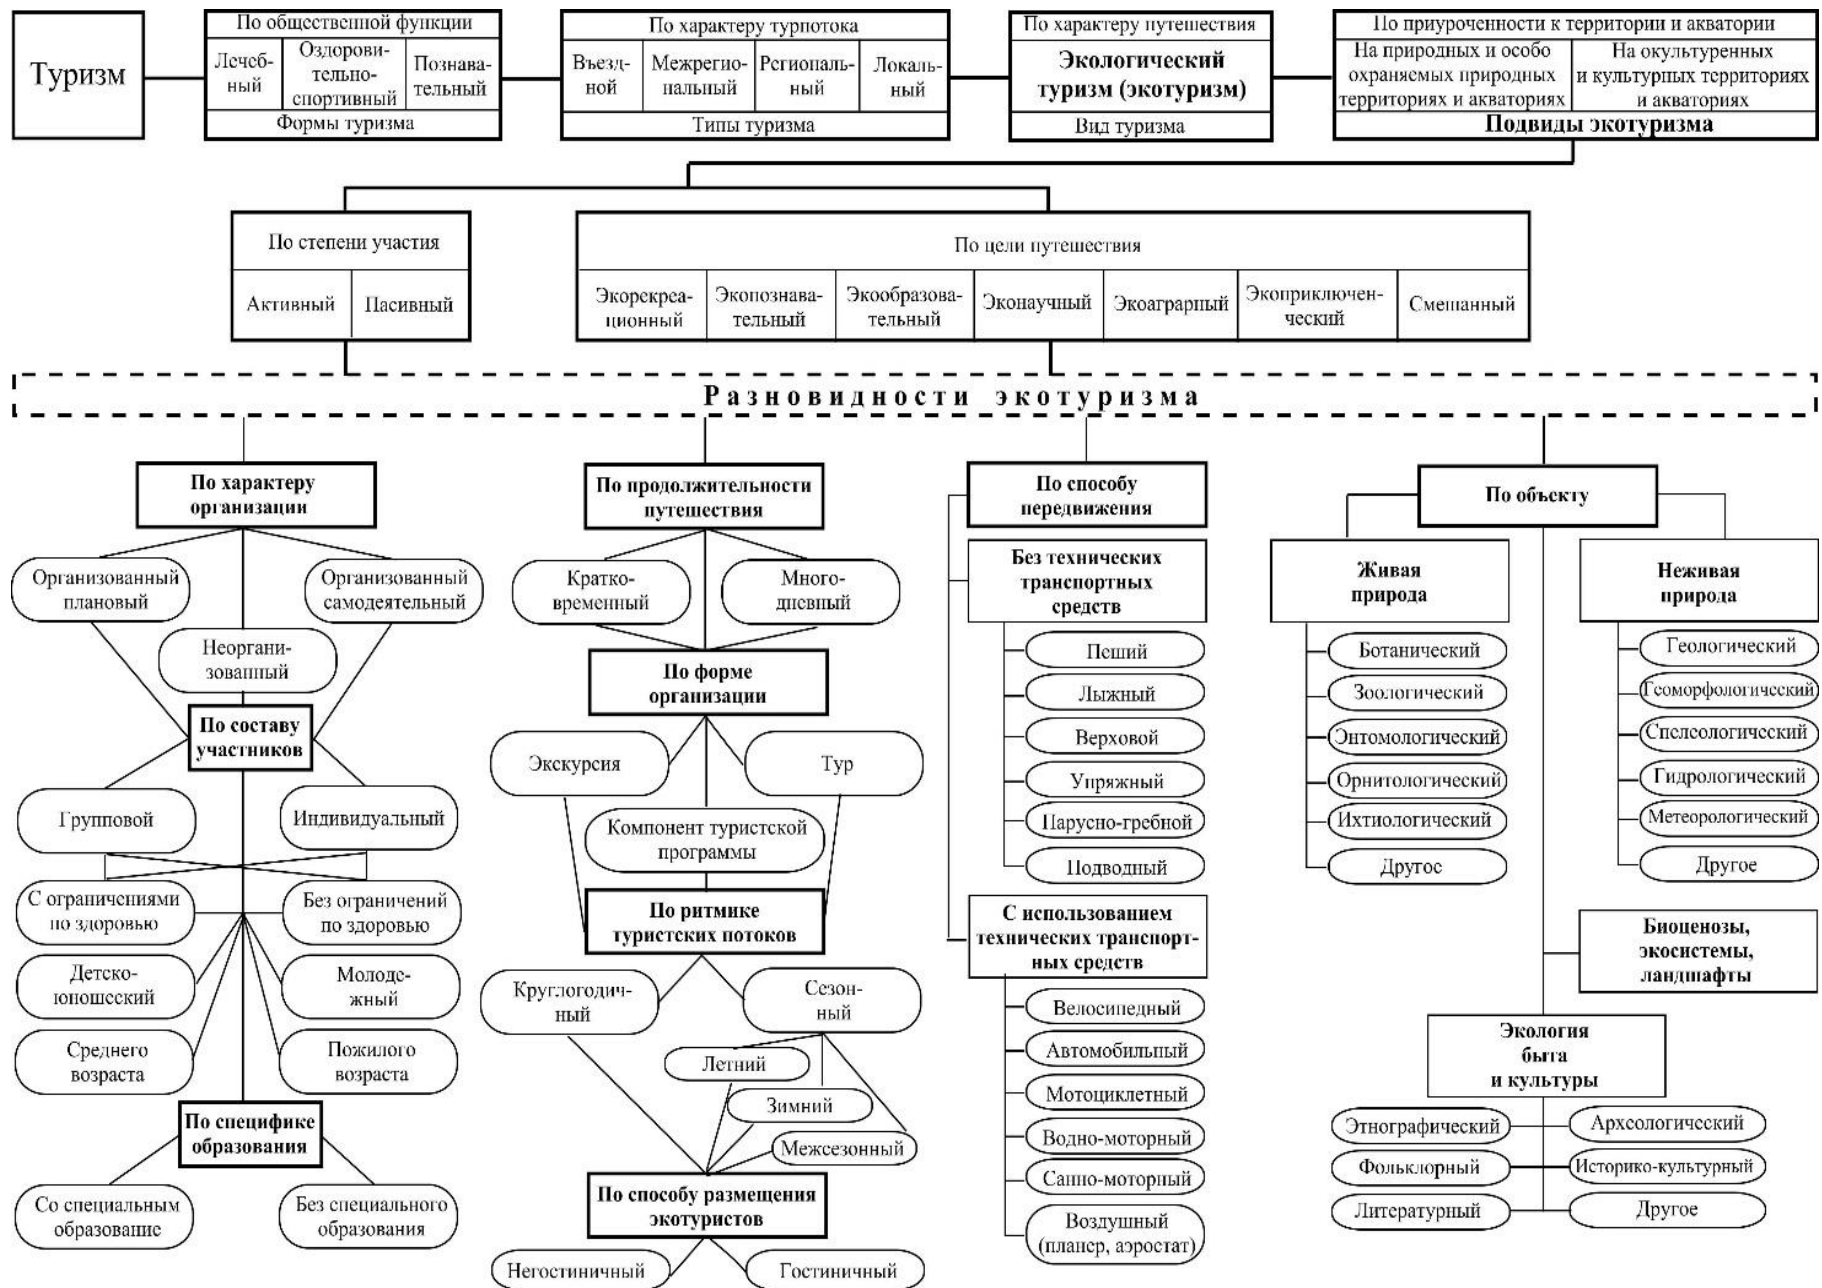 Туризм
По общественной функции
Лечеб-
ный
Оздорови-
тельно-
спортивный
Познава-
тельный
Формы туризма
По характеру турпотока
Въезд-
ной
Межрегио-
нальный
Региональ-
ный
Локаль-
ный
Типы туризма
По характеру путешествия
Экологический
туризм (экотуризм)
Вид туризма
По приуроченности к территории и акватории
На природных и особо
охраняемых природных
территориях и акваториях
На окультуренных
и культурных территориях
и акваториях
Подвиды экотуризма
По степени участия
Активный
Пасивный
По цели путешествия
Экорекреа-
ционный
Экопознава-
тельный
Экообразова-
тельный
Эконаучный
Экоаграрный
Экоприключен-
ческий
Смешанный
Разновидности экотуризма
По характеру
организации
Организованный
плановый
Организованный
самодеятельный
Неоргани-
зованный
По составу
участников
Групповой
Индивидуальный
С ограничениями
по здоровью
Без ограничений
по здоровью
Детско-
юношеский
Молоде-
жный
Среднего
возраста
Пожилого
возраста
По специфике
образования
Со специальным
образование
Без специального
образования
По продолжительности
путешествия
Кратко-
временный
Много-
дневный
По форме
организации
Экскурсия
Тур
Компонент туристской
программы
По ритмике
туристских потоков
Круглогодич-
ный
Сезон-
ный
Летний
Зимний
Межсезонный
По способу размещения
экотуристов
Негостиничный
Гостиничный
По способу
передвижения
Без технических
транспортных
средств
Пеший
Лыжный
Верховой
Упряжный
Парусно-гребной
Подводный
С использованием
технических транспорт-
ных средств
Велосипедный
Автомобильный
Мотоциклетный
Водно-моторный
Санно-моторный
Воздушный
(планер, аэростат)
По объекту
Живая
природа
Ботанический
Зоологический
Энтомологический
Орнитологический
Ихтиологический
Другое
Неживая
природа
Геологический
Геоморфологический
Спелеологический
Гидрологический
Метеорологический
Другое
Биоценозы,
экосистемы,
ландшафты
Экология
быта
и культуры
Этнографический
Археологический
Фольклорный
Историко-культурный
Литературный
Другое